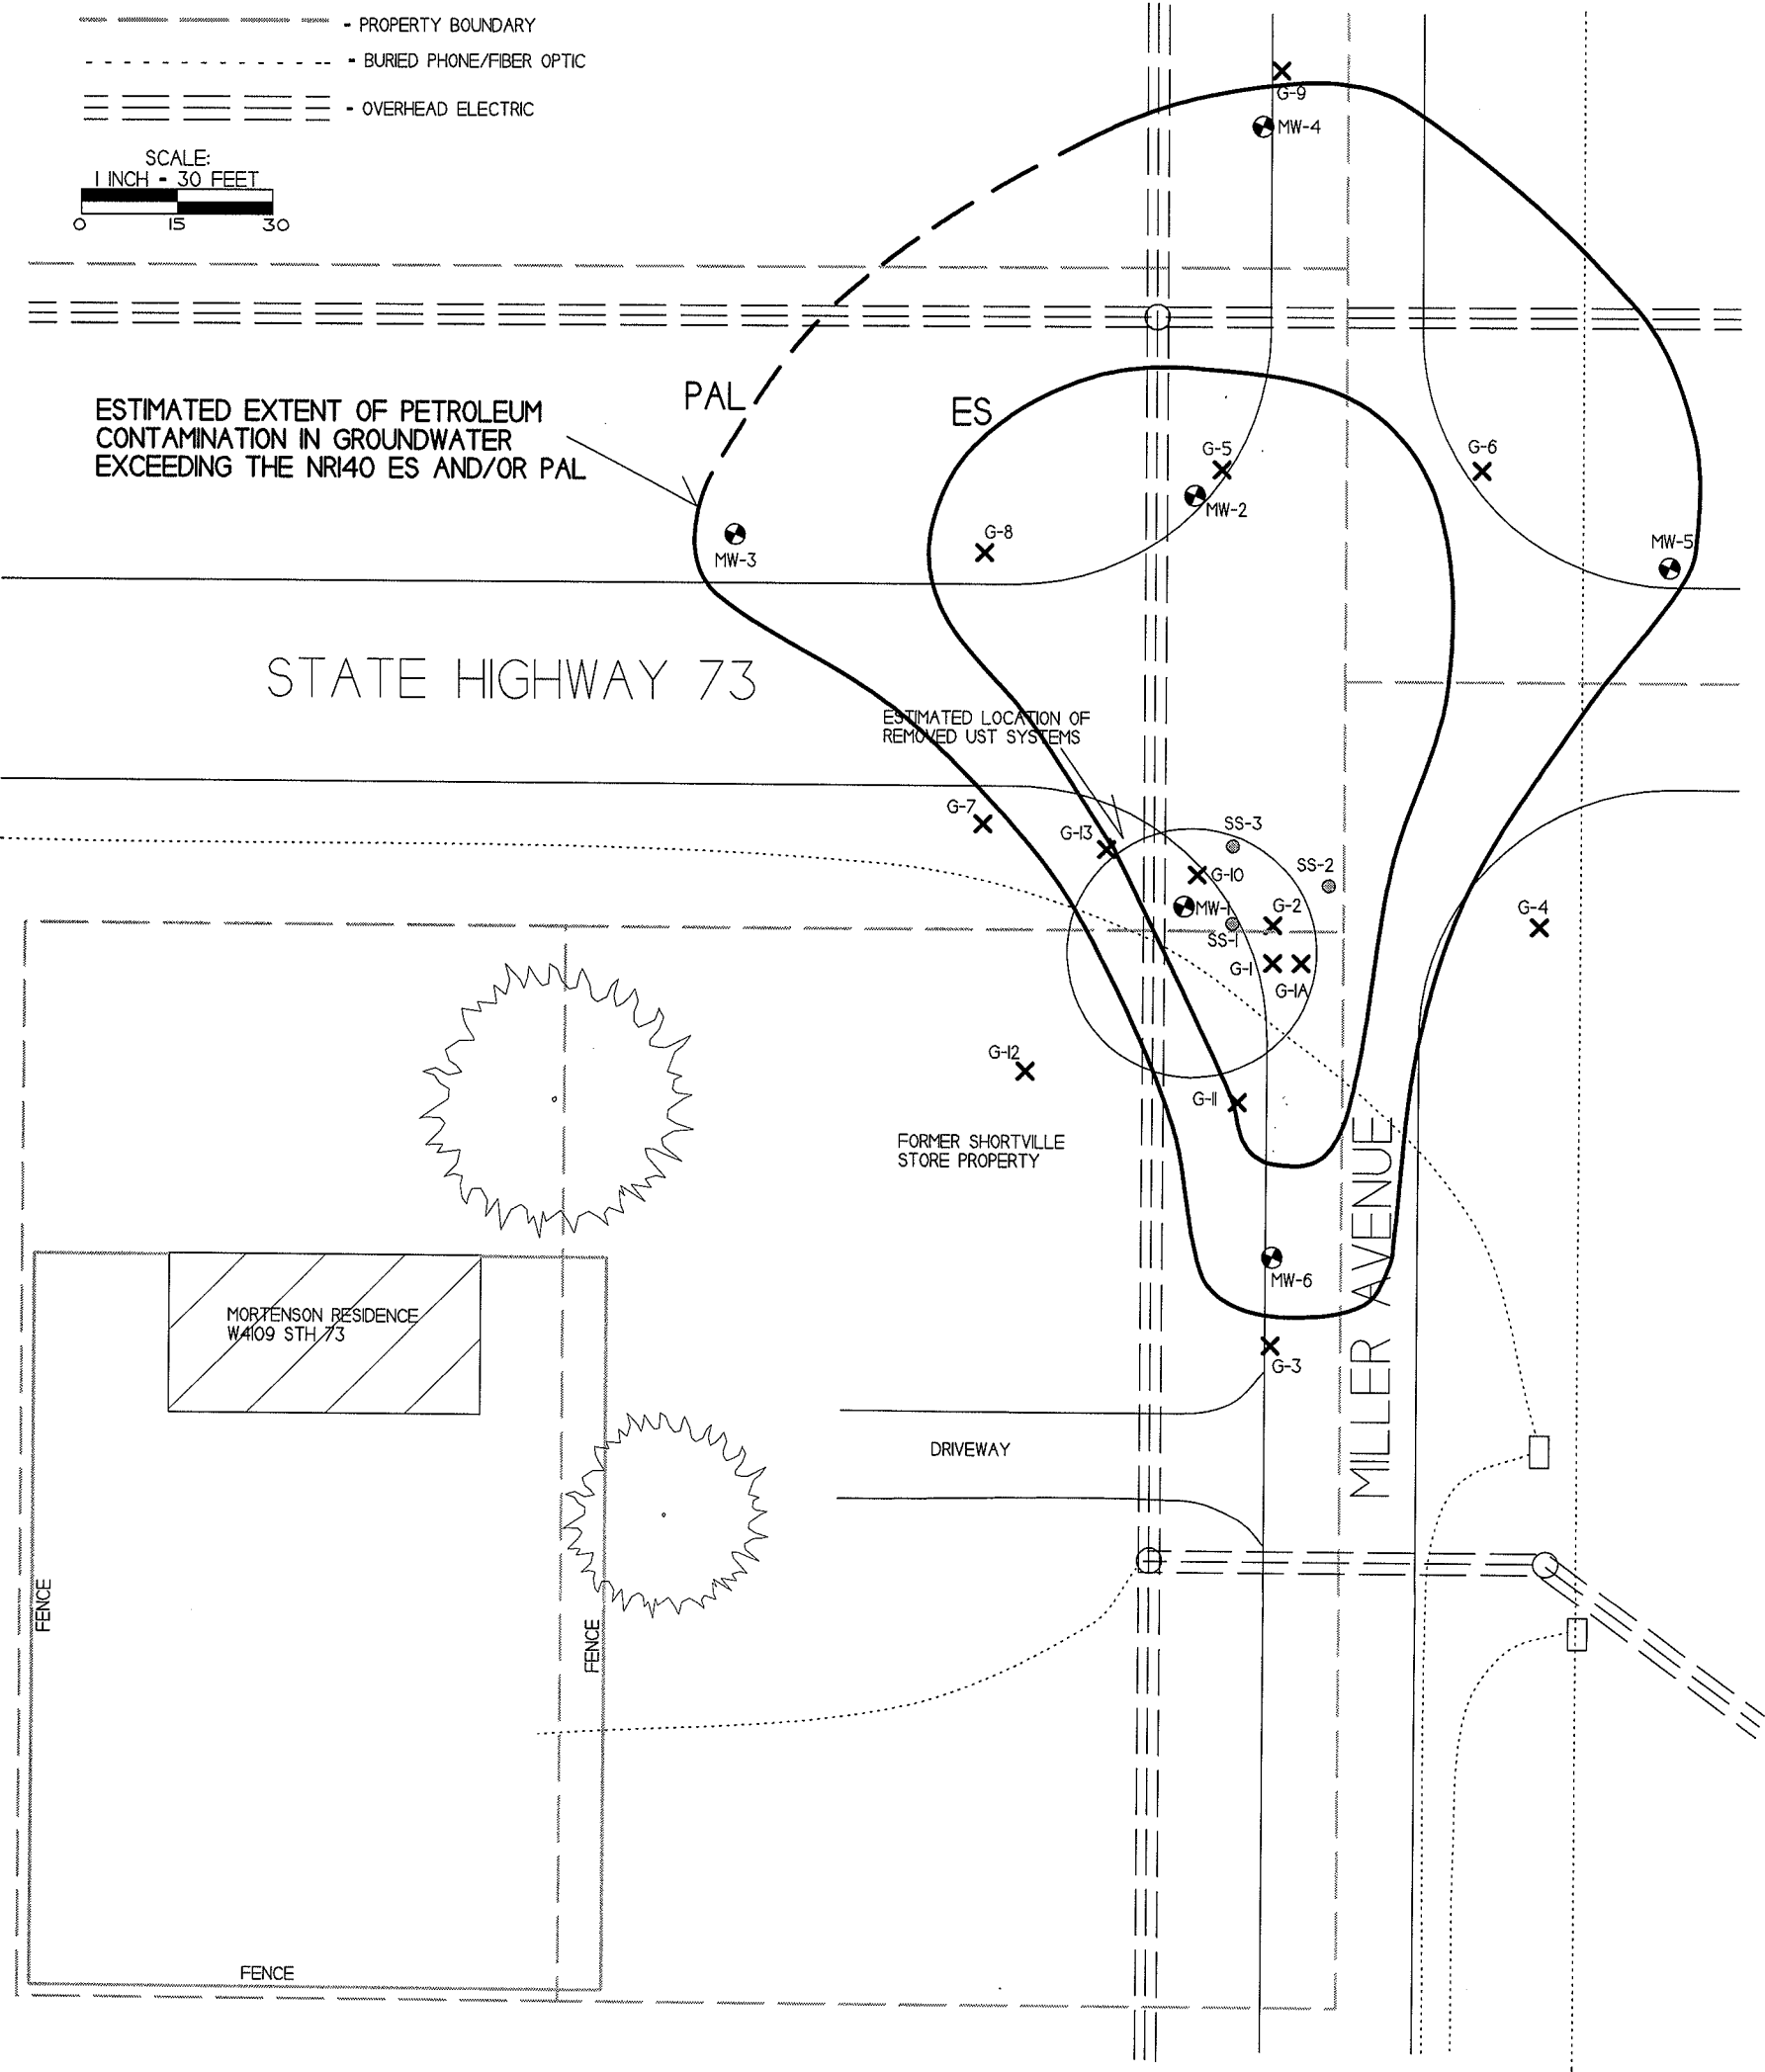 - PROPERTY BOUNDARY
- BURIED PHONE/FIBER OPTIC
- OVERHEAD ELECTRIC
SCALE:
1 INCH - 30 FEET
0 15 30
G-9
MW-4
PAL
ES
ESTIMATED EXTENT OF PETROLEUM
CONTAMINATION IN GROUNDWATER
EXCEEDING THE NR140 ES AND/OR PAL
G-5
G-6
MW-2
G-8
MW-3
MW-5
STATE HIGHWAY 73
ESTIMATED LOCATION OF
REMOVED UST SYSTEMS
G-7
G-13
SS-3
SS-2
G-10
MW-1
G-2
G-4
SS-1
G-1
G-1A
G-12
G-11
FORMER SHORTVILLE
STORE PROPERTY
MILLER AVENUE
MW-6
MORTENSON RESIDENCE
W4109 STH 73
G-3
DRIVEWAY
FENCE
FENCE
FENCE